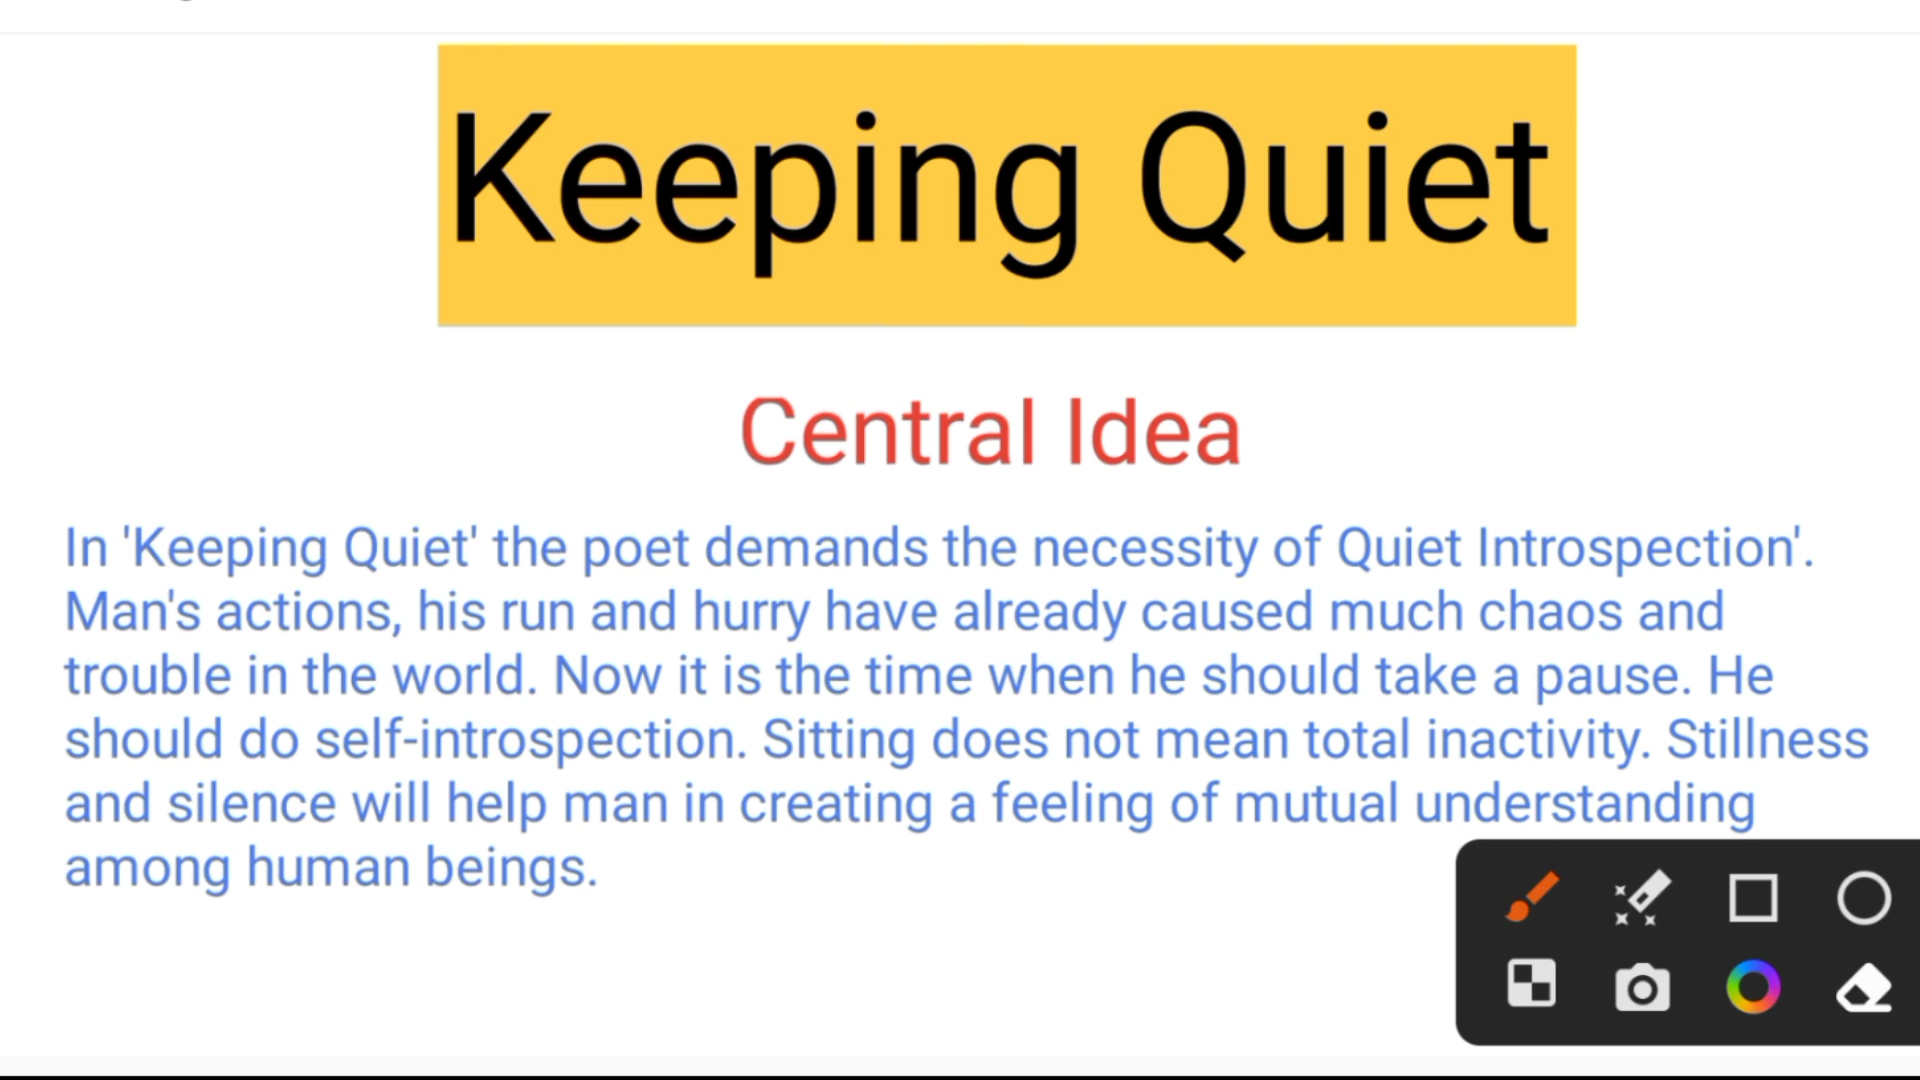 Keeping Quiet
Central Idea
In 'Keeping Quiet' the poet demands the necessity of Quiet Introspection'.
Man's actions, his run and hurry have already caused much chaos and
trouble in the world. Now it is the time when he should take a pause. He
should do self-introspection. Sitting does not mean total inactivity. Stillness
and silence will help man in creating a feeling of mutual understanding
among human beings.